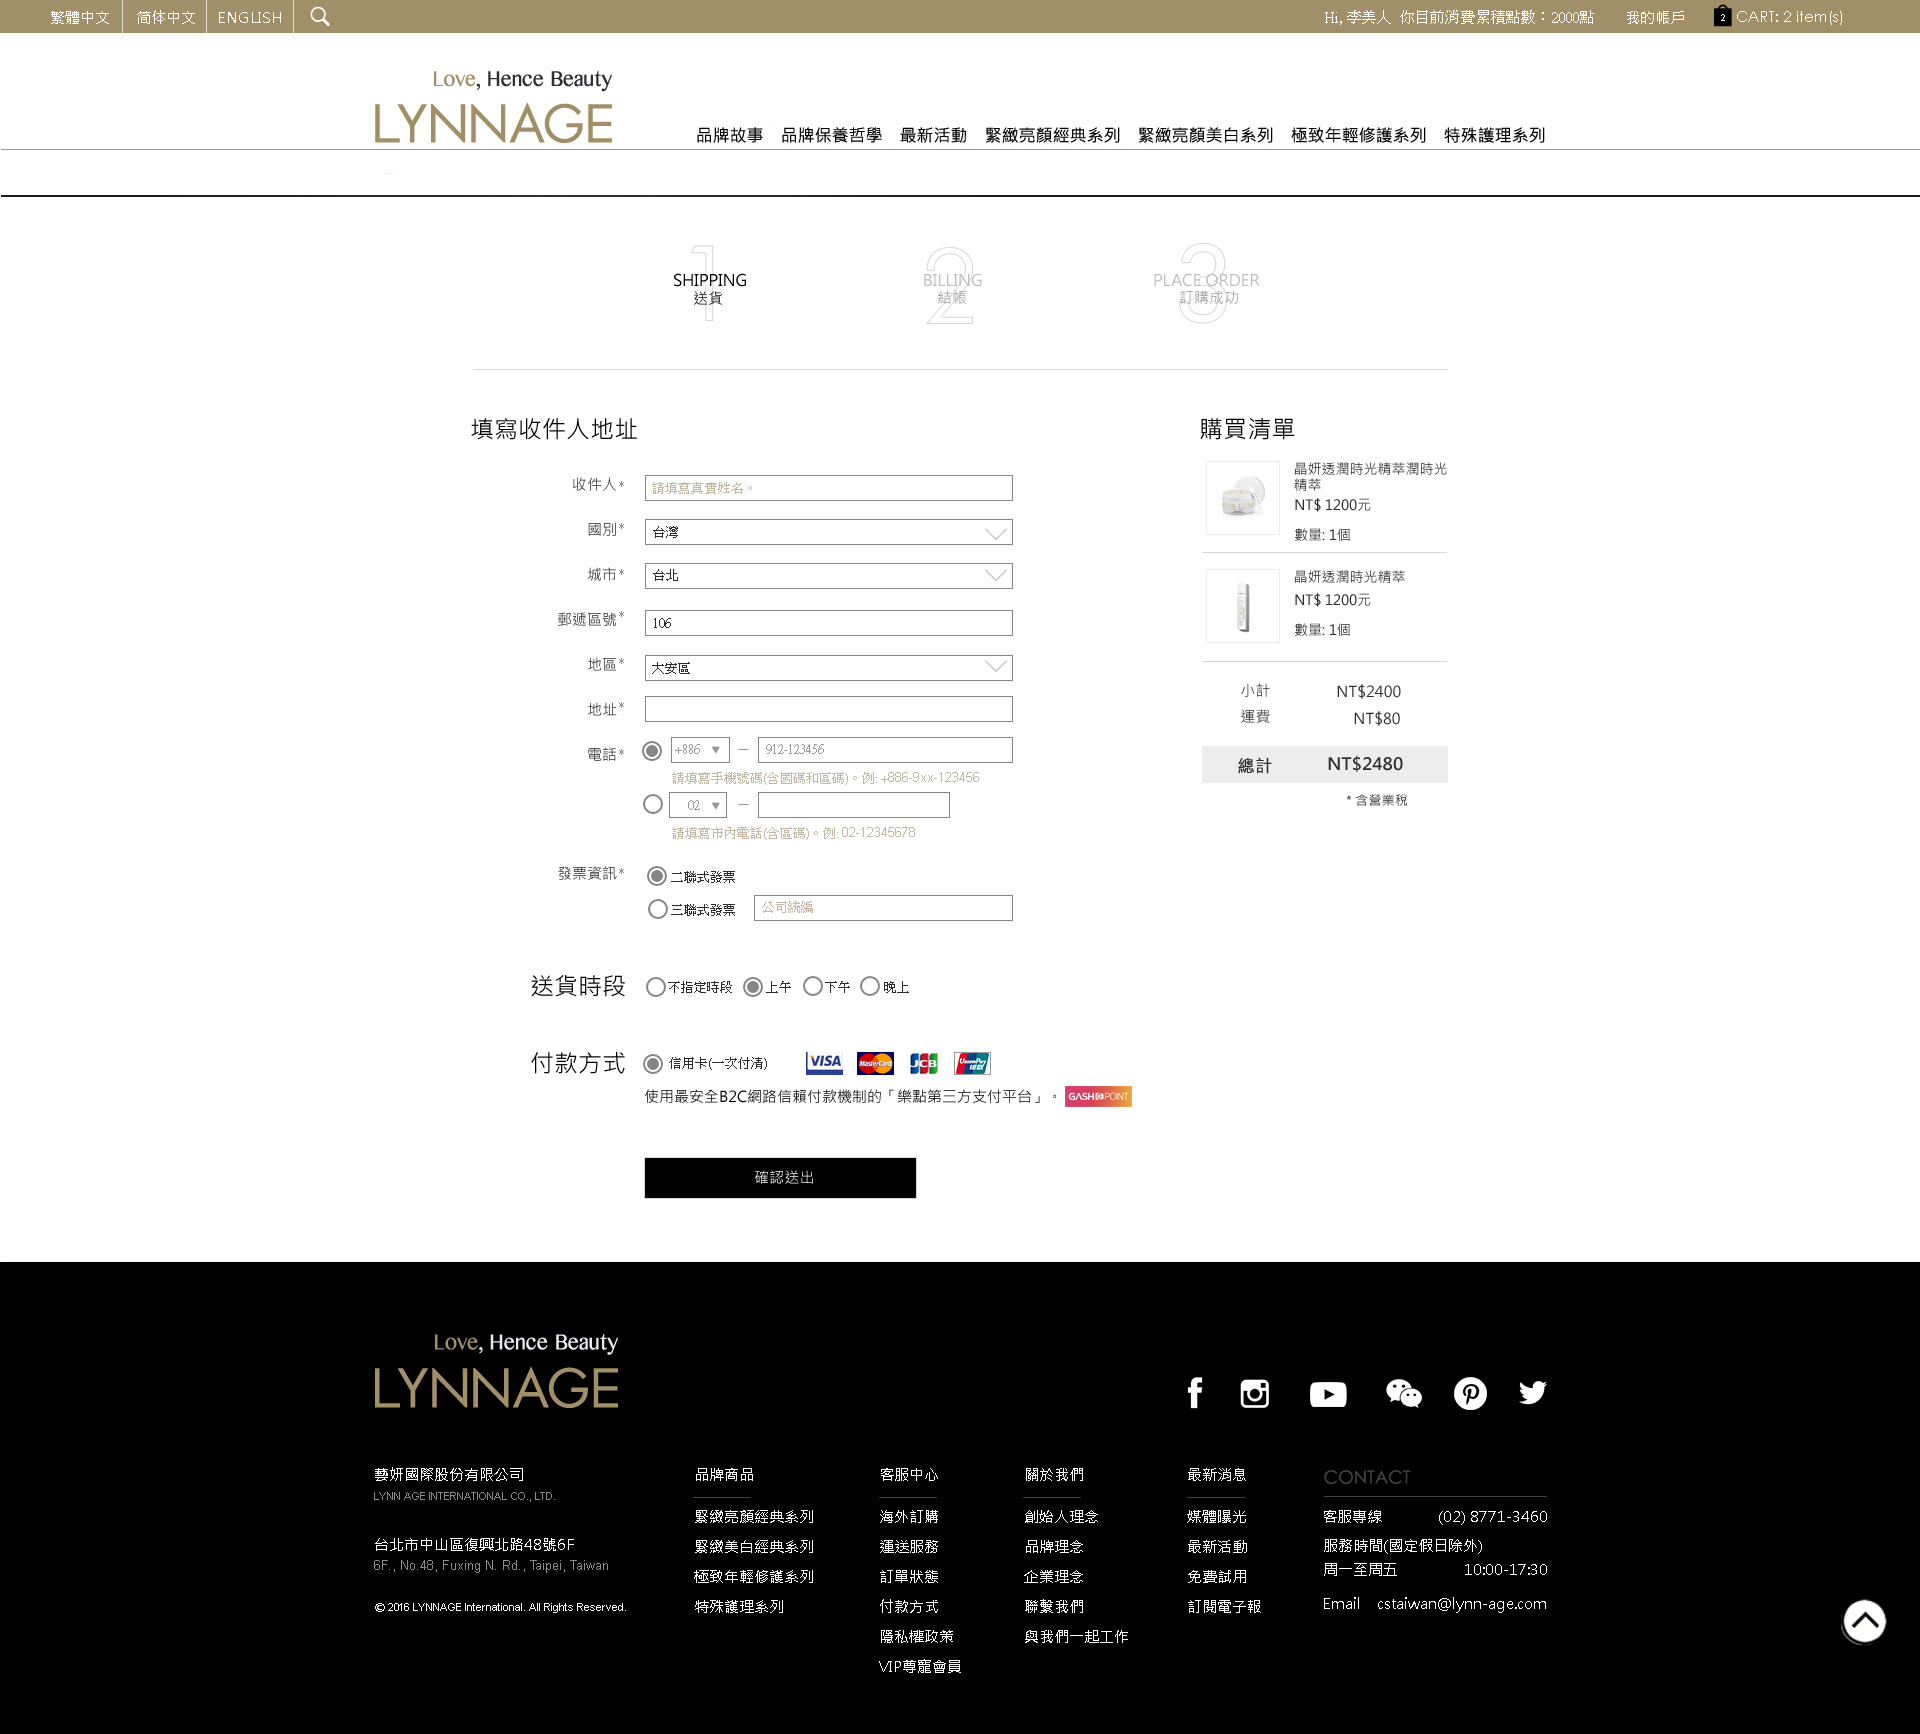 繁體中文 简体中文 ENGLISH
Hi, 李美人 你目前消費累積點數：2000點 我的帳戶 2 CART: 2 item(s)
Love, Hence Beauty
LYNNAGE
品牌故事 品牌保養哲學 最新活動 緊緻亮顏經典系列 緊緻亮顏美白系列 極致年輕修護系列 特殊護理系列
1 2 3
SHIPPING BILLING PLACE ORDER
送貨 結帳 訂購成功
填寫收件人地址
收件人* 請填寫真實姓名。
國別* 台灣
城市* 台北
郵遞區號* 106
地區* 大安區
地址*
電話* +886 — 912-123456
請填寫手機號碼(含國碼和區碼)。例: +886-9xx-123456
02 —
請填寫市內電話(含區碼)。例: 02-12345678
發票資訊* 二聯式發票
三聯式發票 公司統編
送貨時段 不指定時段 上午 下午 晚上
付款方式 信用卡(一次付清) VISA MasterCard JCB UnionPay 银联
使用最安全B2C網路信賴付款機制的「樂點第三方支付平台」。 GASH POINT
確認送出
購買清單
晶妍透潤時光精萃潤時光
精萃
NT$ 1200元
數量: 1個
晶妍透潤時光精萃
NT$ 1200元
數量: 1個
小計 NT$2400
運費 NT$80
總計 NT$2480
* 含營業稅
Love, Hence Beauty
LYNNAGE
藝妍國際股份有限公司
LYNN AGE INTERNATIONAL CO., LTD.
台北市中山區復興北路48號6F
6F., No.48, Fuxing N. Rd., Taipei, Taiwan
© 2016 LYNNAGE International. All Rights Reserved.
品牌商品
緊緻亮顏經典系列
緊緻美白經典系列
極致年輕修護系列
特殊護理系列
客服中心
海外訂購
運送服務
訂單狀態
付款方式
隱私權政策
VIP尊寵會員
關於我們
創始人理念
品牌理念
企業理念
聯繫我們
與我們一起工作
最新消息
媒體曝光
最新活動
免費試用
訂閱電子報
CONTACT
客服專線 (02) 8771-3460
服務時間(國定假日除外)
周一至周五 10:00-17:30
Email cstaiwan@lynn-age.com